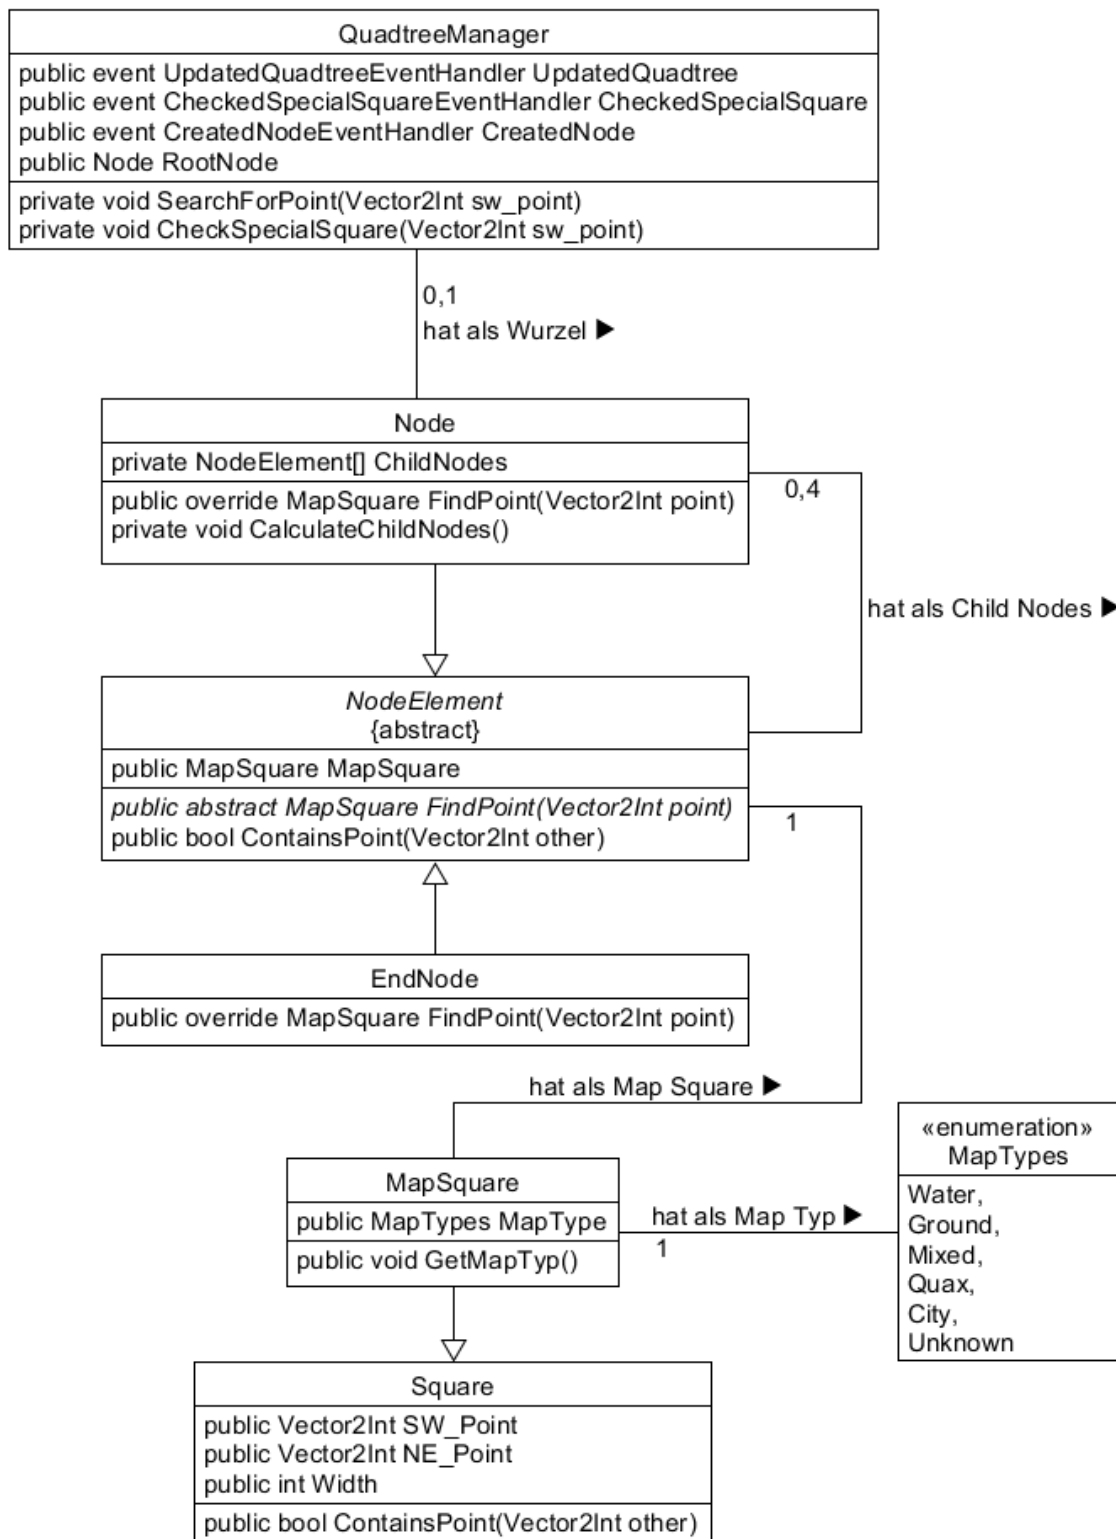 QuadtreeManager
public event UpdatedQuadtreeEventHandler UpdatedQuadtree
public event CheckedSpecialSquareEventHandler CheckedSpecialSquare
public event CreatedNodeEventHandler CreatedNode
public Node RootNode
private void SearchForPoint(Vector2Int sw_point)
private void CheckSpecialSquare(Vector2Int sw_point)
0,1
hat als Wurzel ▶
Node
private NodeElement[] ChildNodes
public override MapSquare FindPoint(Vector2Int point)
private void CalculateChildNodes()
0,4
hat als Child Nodes ▶
NodeElement
{abstract}
public MapSquare MapSquare
public abstract MapSquare FindPoint(Vector2Int point)
public bool ContainsPoint(Vector2Int other)
1
EndNode
public override MapSquare FindPoint(Vector2Int point)
hat als Map Square ▶
MapSquare
public MapTypes MapType
public void GetMapTyp()
hat als Map Typ ▶
1
«enumeration»
MapTypes
Water,
Ground,
Mixed,
Quax,
City,
Unknown
Square
public Vector2Int SW_Point
public Vector2Int NE_Point
public int Width
public bool ContainsPoint(Vector2Int other)